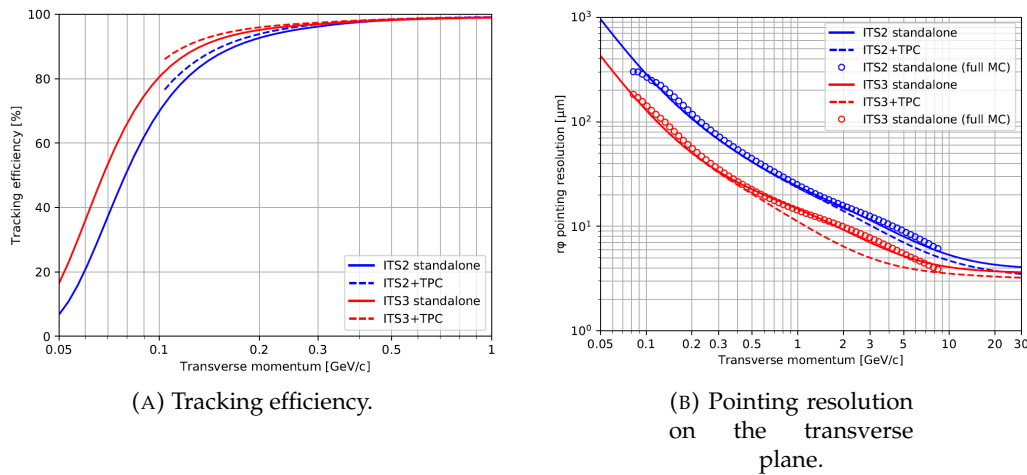 100
80
60
40
20
0
Tracking efficiency [%]
ITS2 standalone
ITS2+TPC
ITS3 standalone
ITS3+TPC
0.05
0.1
0.2
0.3
0.5
1
Transverse momentum [GeV/c]
(A) Tracking efficiency.
10³
10²
10¹
10⁰
rφ pointing resolution [μm]
ITS2 standalone
ITS2+TPC
ITS2 standalone (full MC)
ITS3 standalone
ITS3+TPC
ITS3 standalone (full MC)
0.05
0.1
0.3
0.5
1
2
3
5
10
20
30
Transverse momentum [GeV/c]
(B) Pointing resolution
on the transverse
plane.